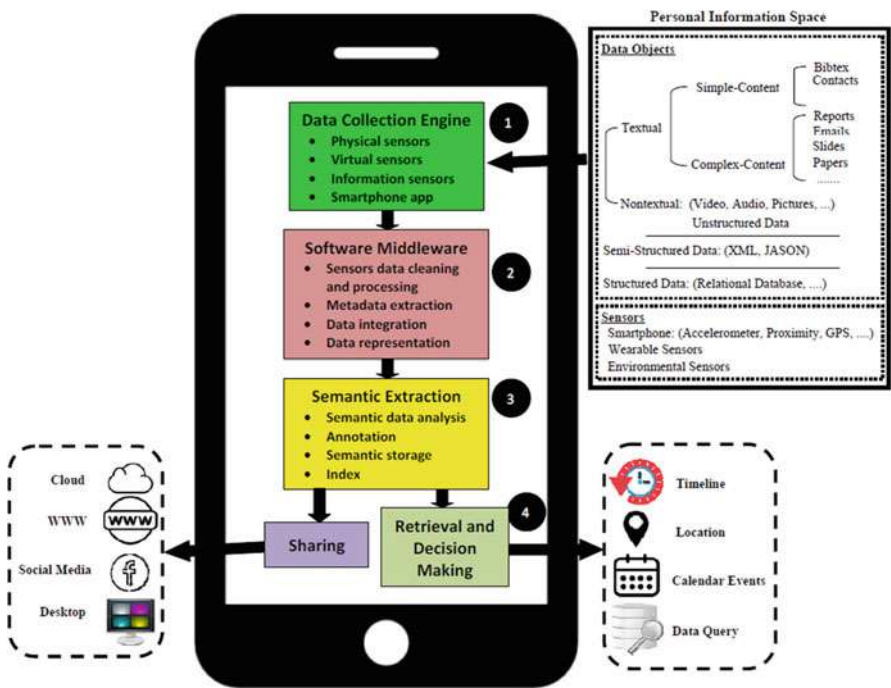 Personal Information Space
Data Objects
Textual
Simple-Content
Bibtex
Contacts
Complex-Content
Reports
Emails
Slides
Papers
........
Nontextual: (Video, Audio, Pictures, ...)
Unstructured Data
Semi-Structured Data: (XML, JASON)
Structured Data: (Relational Database, ....)
Sensors
Smartphone: (Accelerometer, Proximity, GPS, ....)
Wearable Sensors
Environmental Sensors
Data Collection Engine
1
• Physical sensors
• Virtual sensors
• Information sensors
• Smartphone app
Software Middleware
2
• Sensors data cleaning
and processing
• Metadata extraction
• Data integration
• Data representation
Semantic Extraction
3
• Semantic data analysis
• Annotation
• Semantic storage
• Index
Sharing
4
Retrieval and
Decision
Making
Cloud
WWW
WWW
Social Media
f
Desktop
Timeline
Location
Calendar Events
Data Query